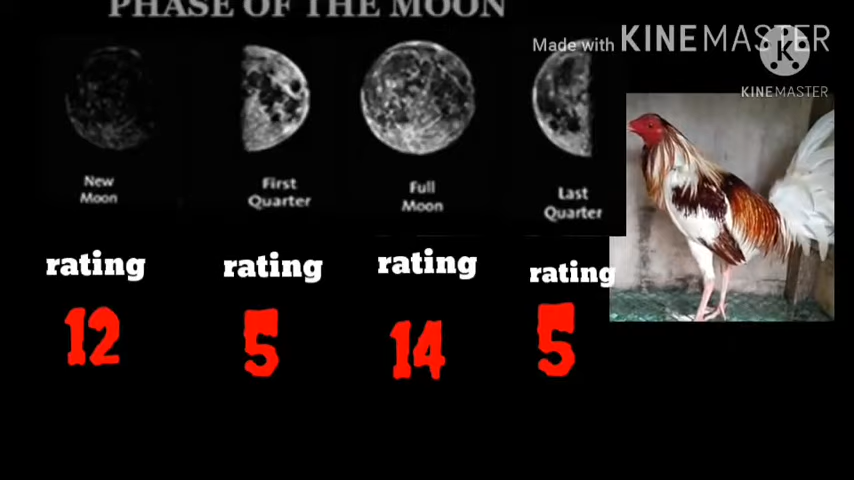 PHASE OF THE MOON
Made with KINEMASTER
K
KINEMASTER
New
Moon
First
Quarter
Full
Moon
Last
Quarter
rating
rating
rating
rating
12
5
14
5